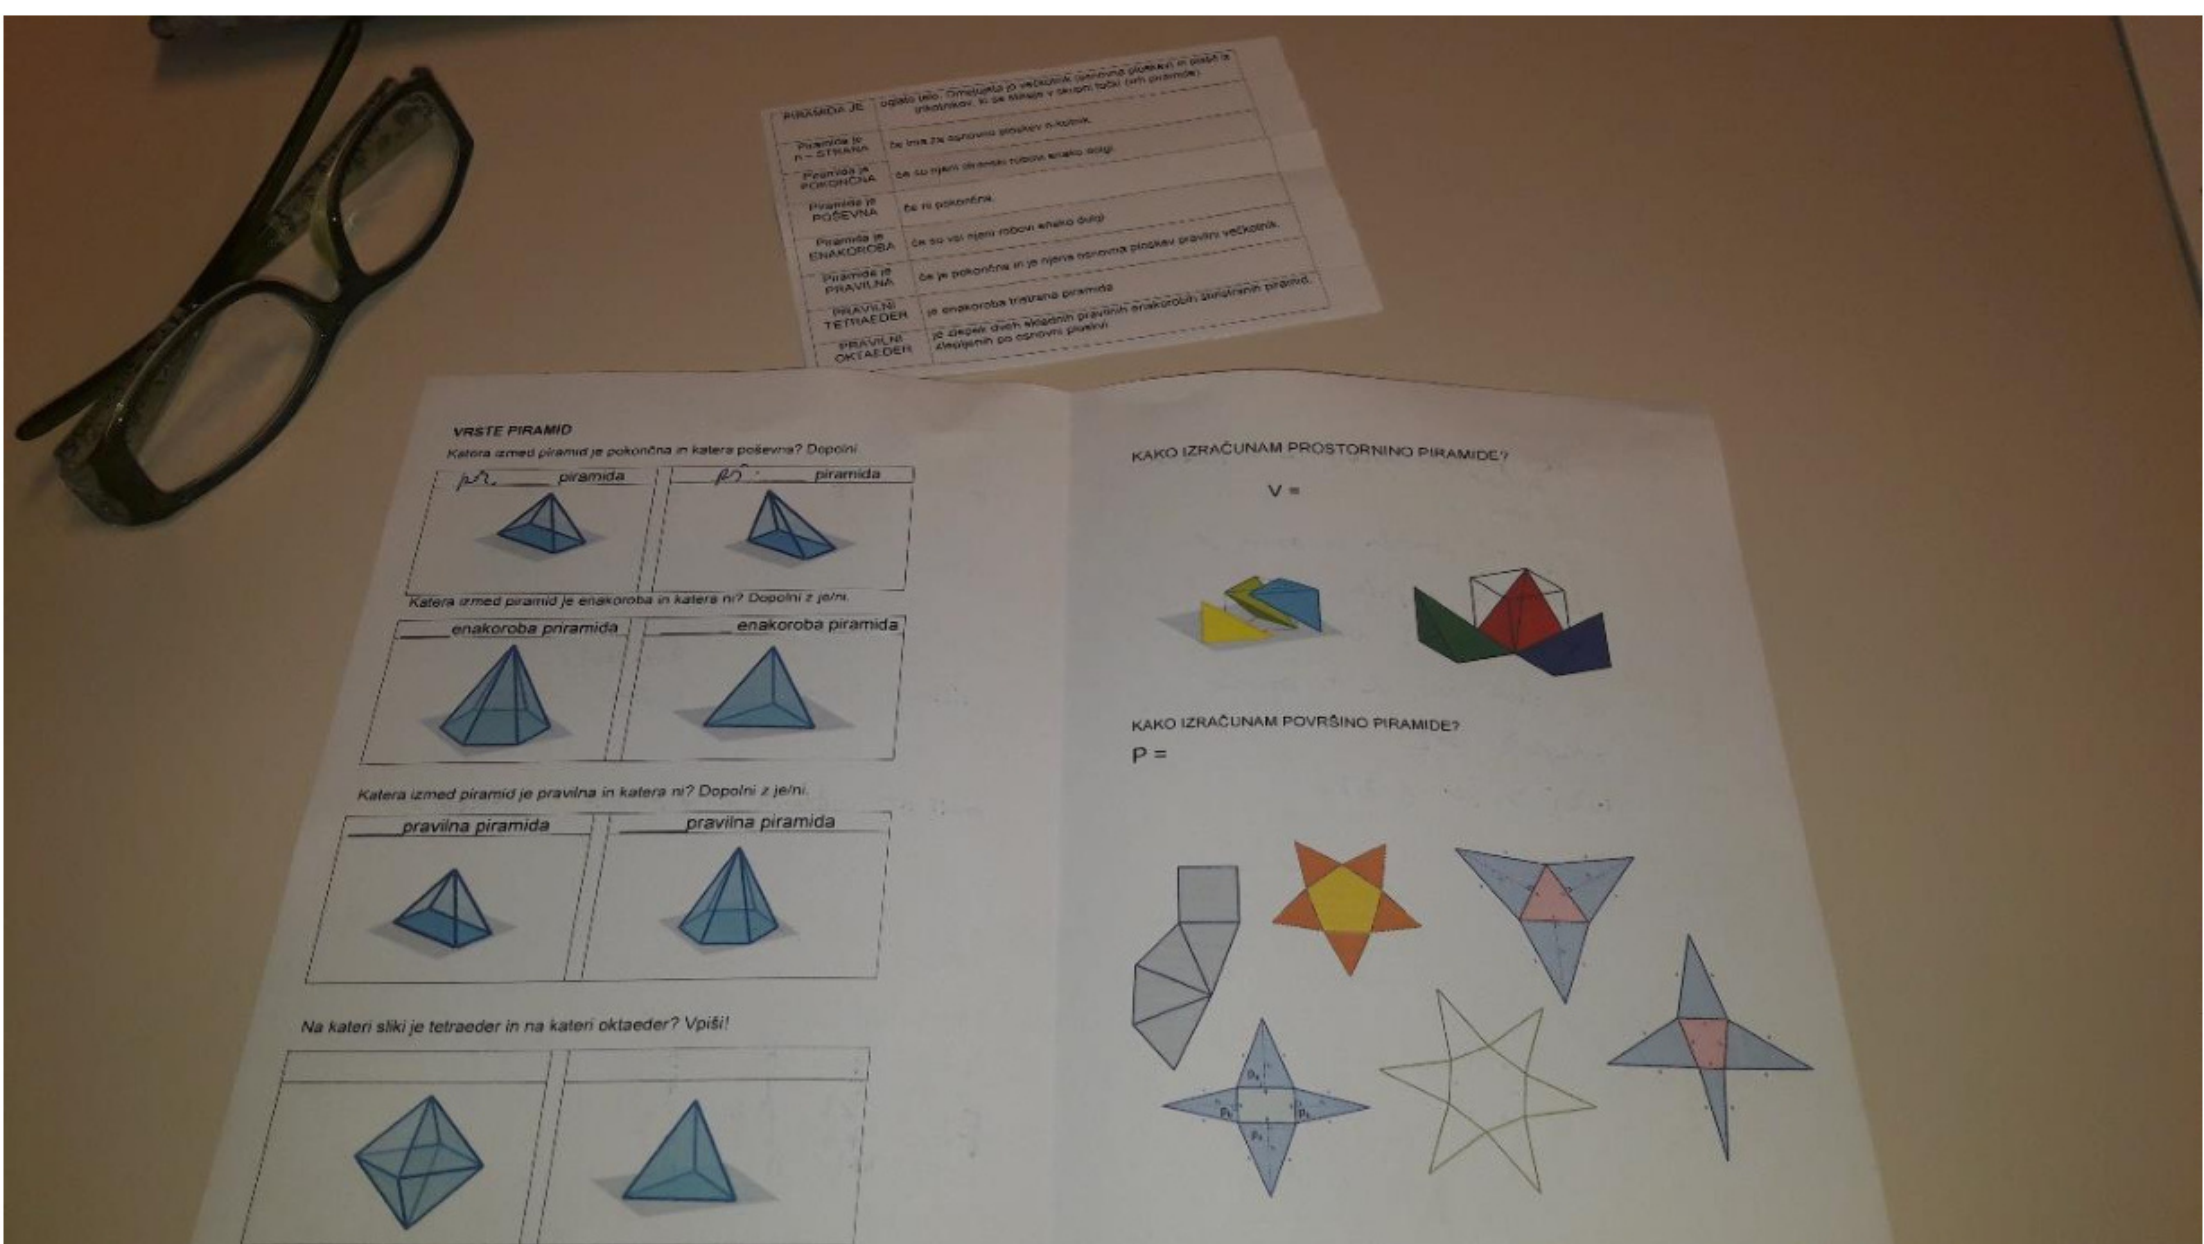 PIRAMIDA JE
oglato telo. Omejujeta jo večkotnik (osnovna ploskev) in plašč iz
trikotnikov, ki se stikajo v skupni točki (vrh piramide).
Piramida je
n – STRANA
če ima za osnovno ploskev n-kotnik.
Piramida je
POKONČNA
če so njeni stranski robovi enako dolgi.
Piramida je
POŠEVNA
če ni pokončna.
Piramida je
ENAKOROBA
če so vsi njeni robovi enako dolgi
Piramida je
PRAVILNA
če je pokončna in je njena osnovna ploskev pravilni večkotnik.
PRAVILNI
TETRAEDER
je enakoroba tristrana piramida
PRAVILNI
OKTAEDER
je zlepek dveh skladnih pravilnih enakorobih štiristranih piramid,
zlepljenih po osnovni ploskvi
VRSTE PIRAMID
Katera izmed piramid je pokončna in katera poševna? Dopolni
piramida
piramida
Katera izmed piramid je enakoroba in katera ni? Dopolni z je/ni.
enakoroba priramida
enakoroba piramida
Katera izmed piramid je pravilna in katera ni? Dopolni z je/ni.
pravilna piramida
pravilna piramida
Na kateri sliki je tetraeder in na kateri oktaeder? Vpiši!
KAKO IZRAČUNAM PROSTORNINO PIRAMIDE?
V =
KAKO IZRAČUNAM POVRŠINO PIRAMIDE?
P =